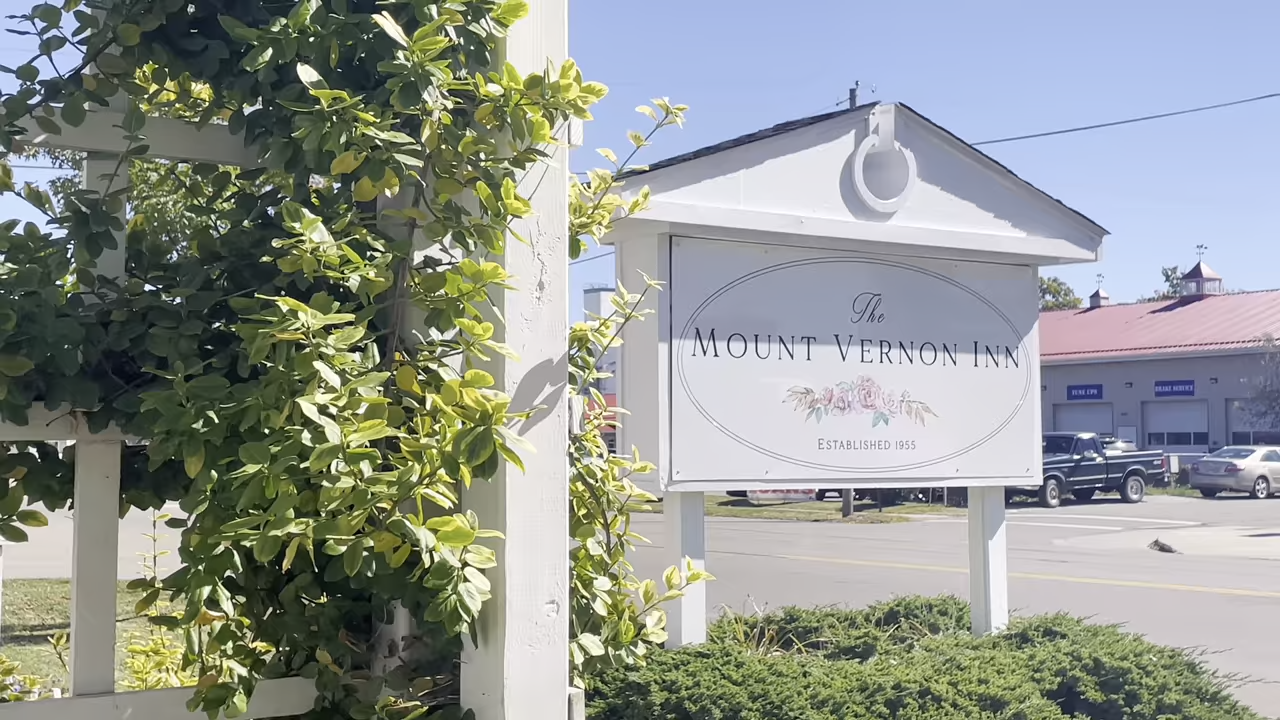 The
MOUNT VERNON INN
ESTABLISHED 1955
TUNE UPS
BRAKE SERVICE